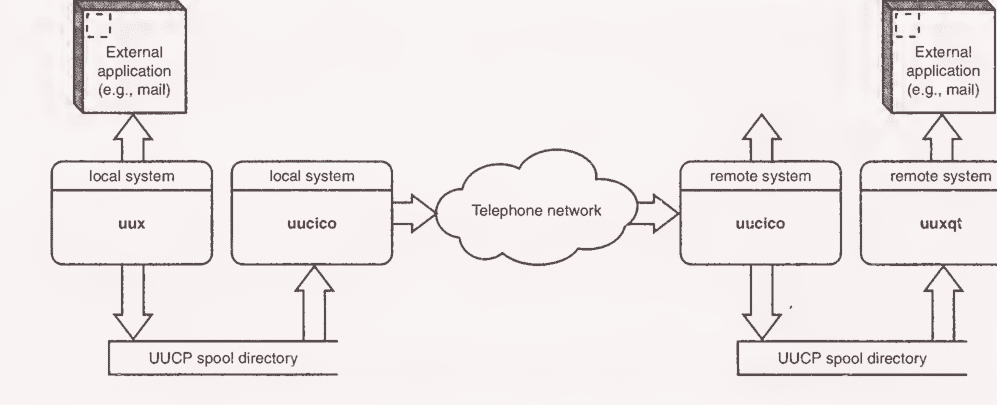 External
application
(e.g., mail)
External
application
(e.g., mail)
local system
local system
remote system
remote system
uux
uucico
Telephone network
uucico
uuxqt
UUCP spool directory
UUCP spool directory